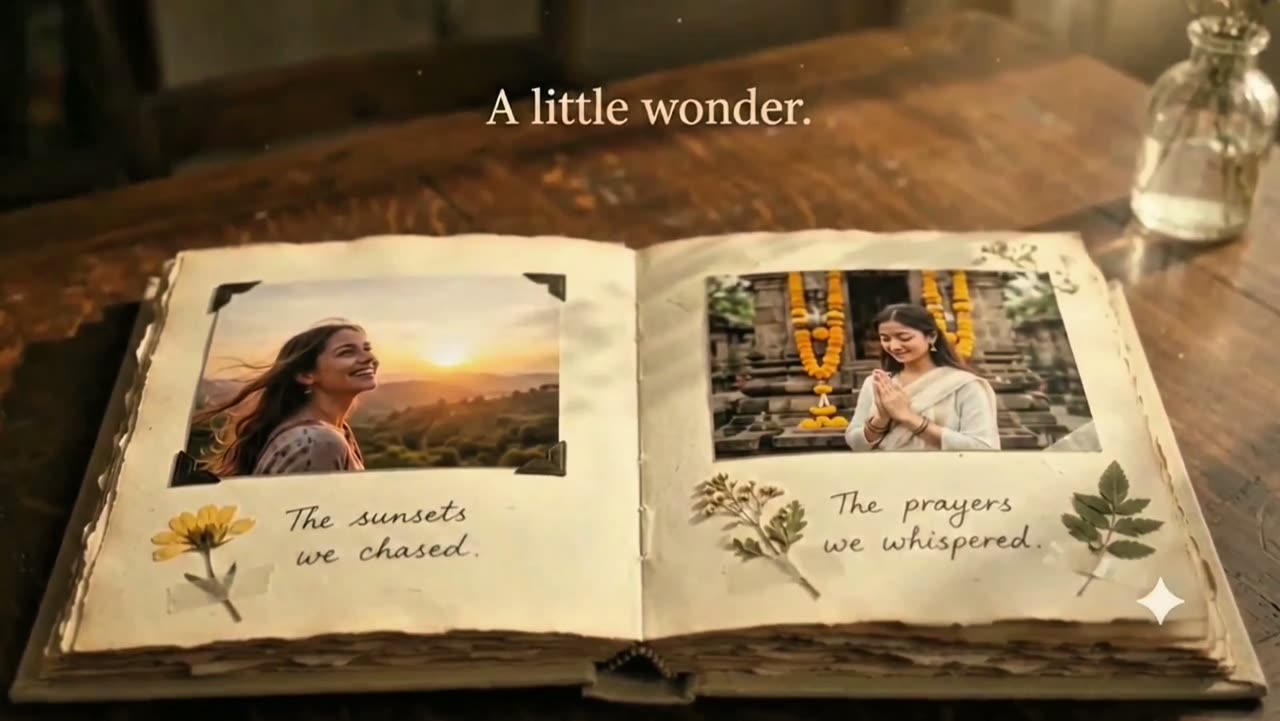 A little wonder.
The sunsets
we chased.
The prayers
we whispered.